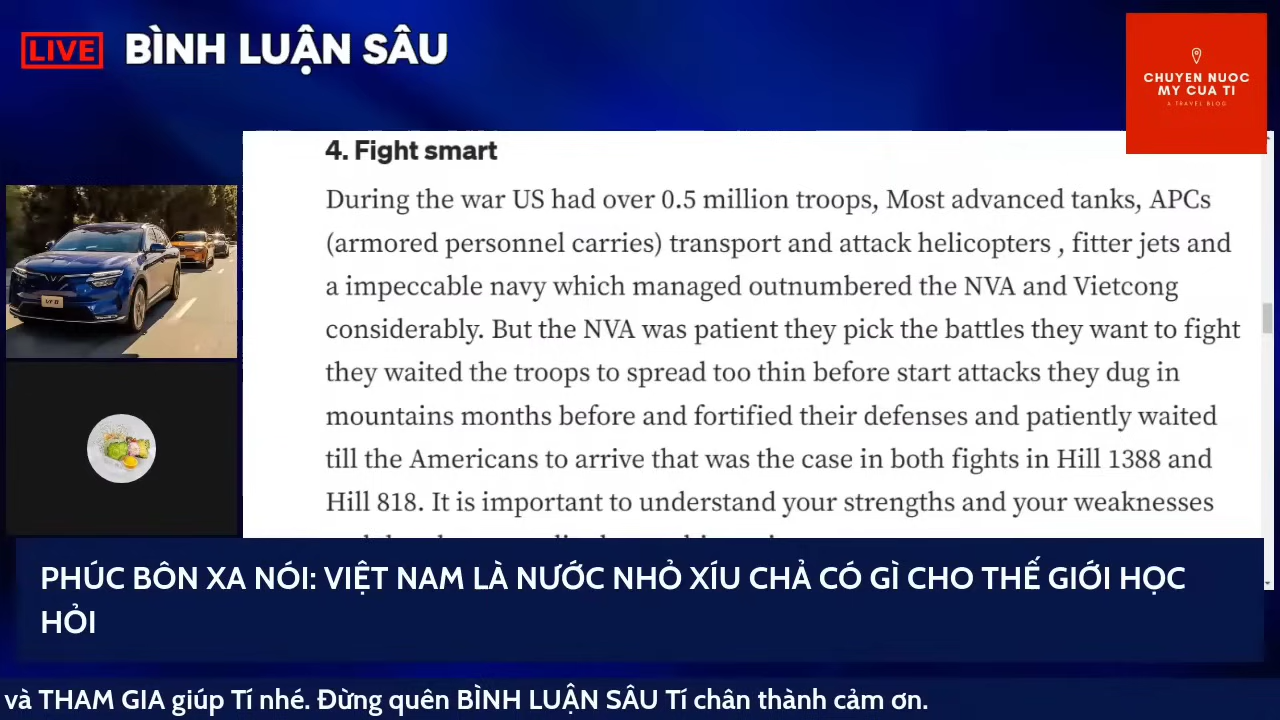 LIVE BÌNH LUẬN SÂU
CHUYEN NUOC
MY CUA TI
A TRAVEL BLOG
4. Fight smart
During the war US had over 0.5 million troops, Most advanced tanks, APCs
(armored personnel carries) transport and attack helicopters , fitter jets and
a impeccable navy which managed outnumbered the NVA and Vietcong
considerably. But the NVA was patient they pick the battles they want to fight
they waited the troops to spread too thin before start attacks they dug in
mountains months before and fortified their defenses and patiently waited
till the Americans to arrive that was the case in both fights in Hill 1388 and
Hill 818. It is important to understand your strengths and your weaknesses
PHÚC BÔN XA NÓI: VIỆT NAM LÀ NƯỚC NHỎ XÍU CHẢ CÓ GÌ CHO THẾ GIỚI HỌC
HỎI
và THAM GIA giúp Tí nhé. Đừng quên BÌNH LUẬN SÂU Tí chân thành cảm ơn.